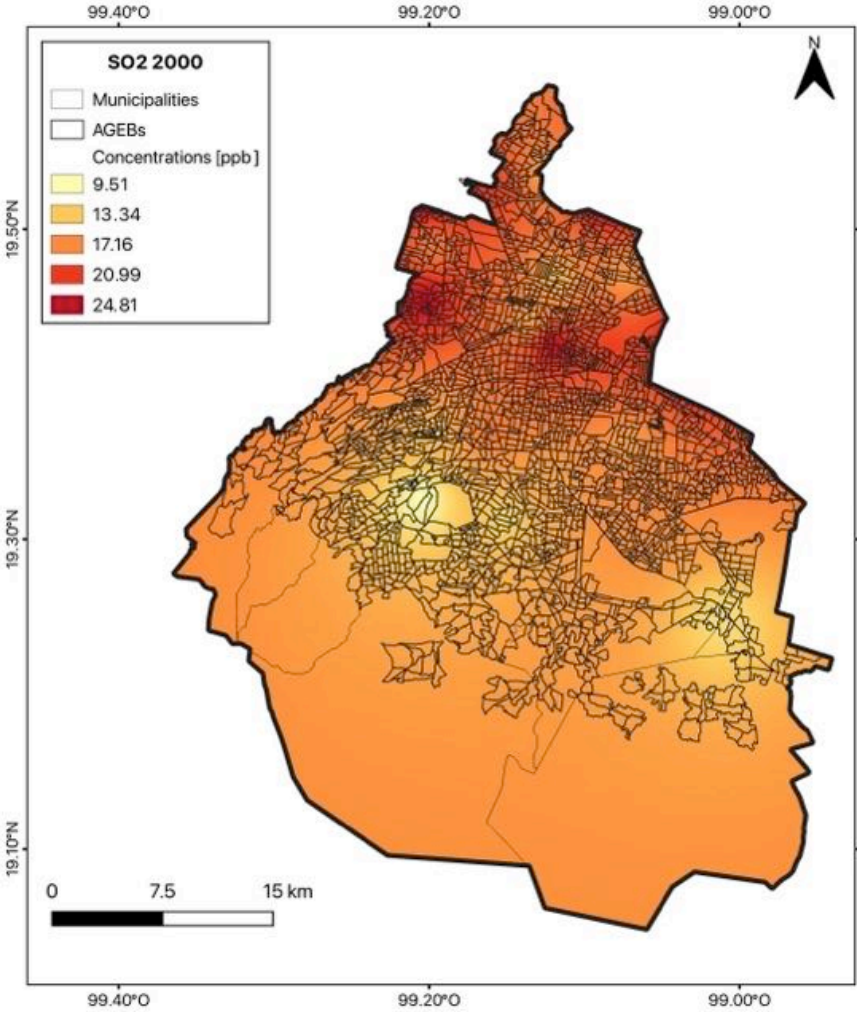 99.40°O 99.20°O 99.00°O
N
SO2 2000
Municipalities
AGEBs
Concentrations [ppb]
9.51
13.34
17.16
20.99
24.81
19.50°N
19.30°N
19.10°N
0 7.5 15 km
99.40°O 99.20°O 99.00°O